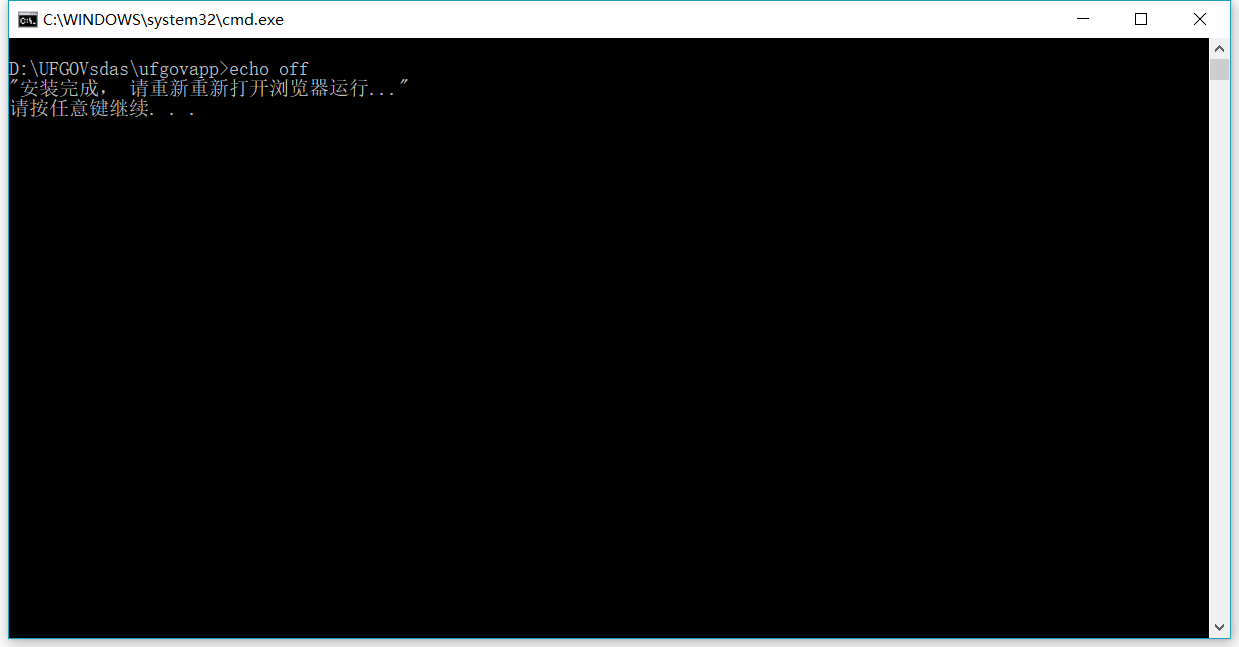 C:\WINDOWS\system32\cmd.exe
D:\UFGOVsdas\ufgovapp>echo off
"安装完成， 请重新重新打开浏览器运行..."
请按任意键继续. . .